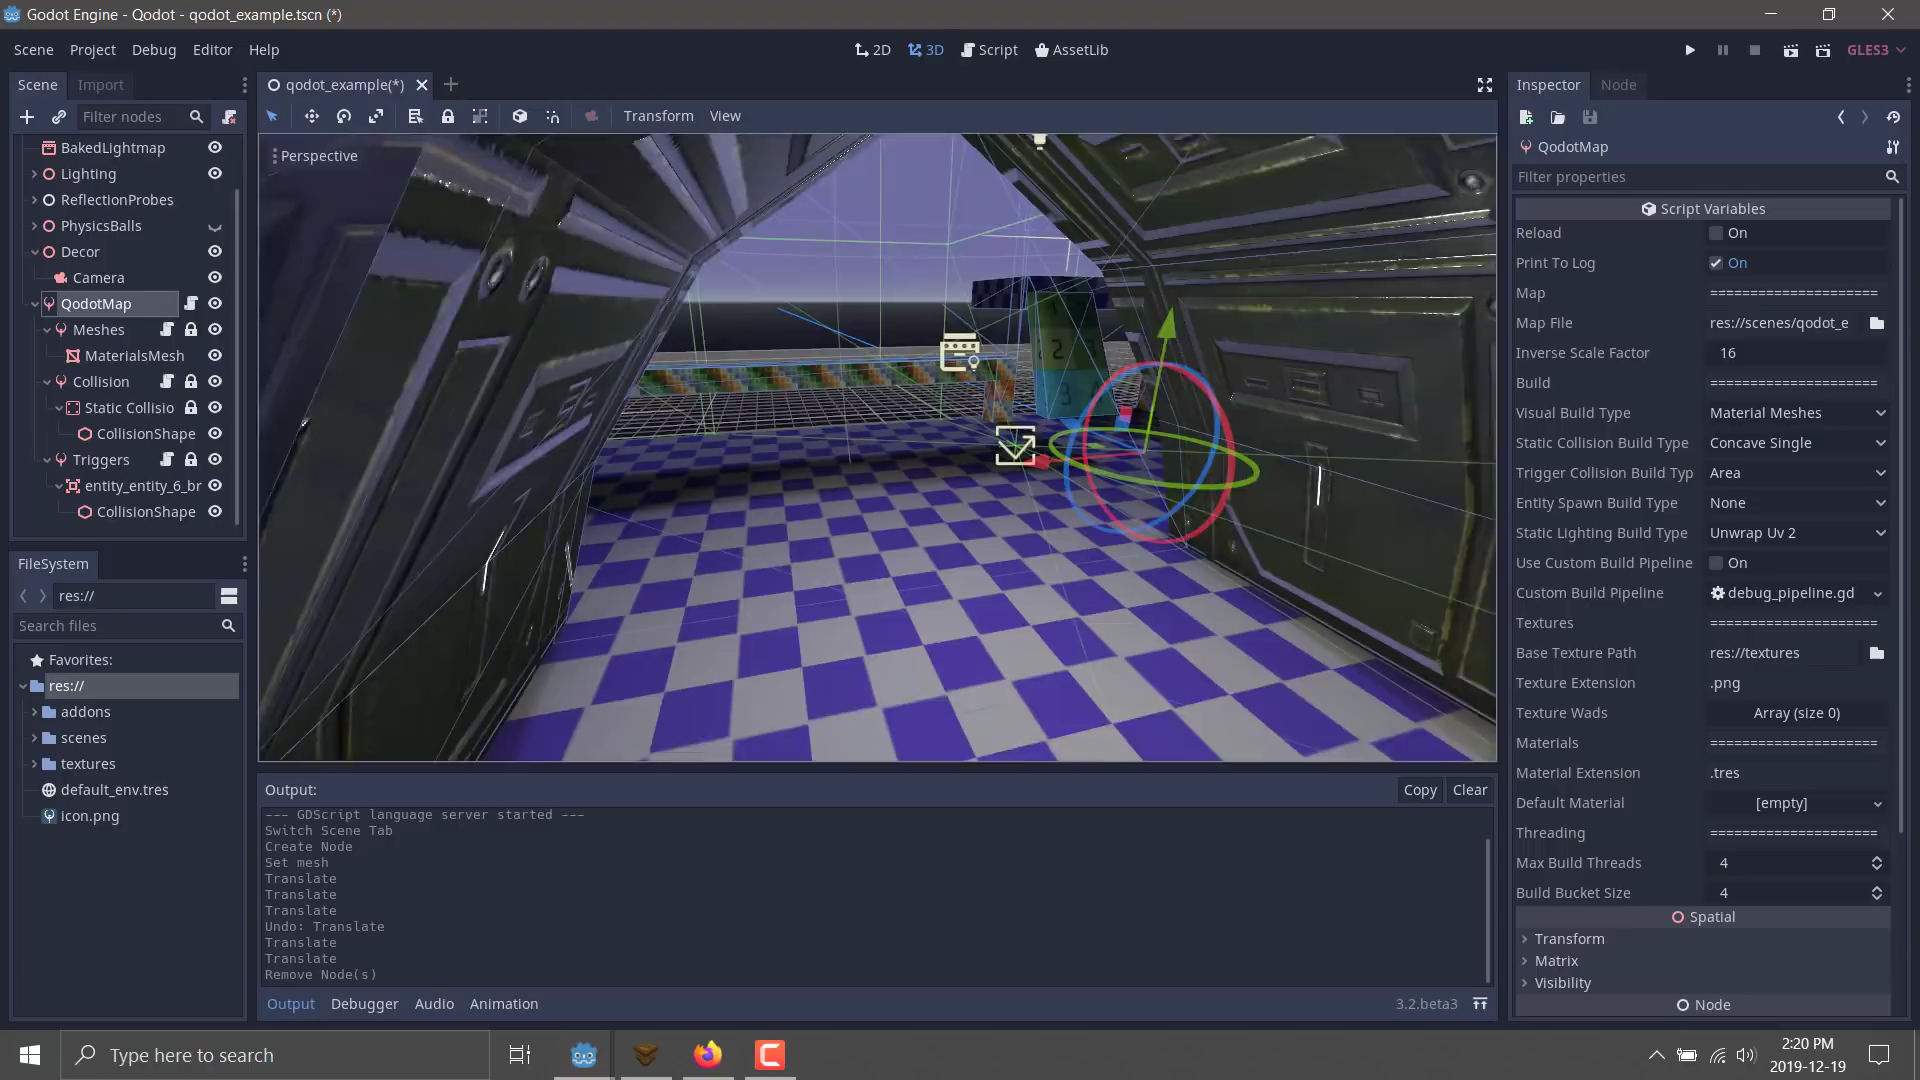 Godot Engine - Qodot - qodot_example.tscn (*)
Scene Project Debug Editor Help
2D 3D Script AssetLib
GLES3
Scene Import
qodot_example(*)
Inspector Node
Filter nodes
Transform View
BakedLightmap
Lighting
ReflectionProbes
PhysicsBalls
Decor
Camera
QodotMap
Meshes
MaterialsMesh
Collision
Static Collisio
CollisionShape
Triggers
entity_entity_6_br
CollisionShape
FileSystem
res://
Search files
Favorites:
res://
addons
scenes
textures
default_env.tres
icon.png
Perspective
2
3
Output:
Copy Clear
--- GDScript language server started ---
Switch Scene Tab
Create Node
Set mesh
Translate
Translate
Translate
Undo: Translate
Translate
Translate
Remove Node(s)
Output Debugger Audio Animation
3.2.beta3
QodotMap
Filter properties
Script Variables
Reload On
Print To Log On
Map =====================
Map File res://scenes/qodot_e
Inverse Scale Factor 16
Build =====================
Visual Build Type Material Meshes
Static Collision Build Type Concave Single
Trigger Collision Build Typ Area
Entity Spawn Build Type None
Static Lighting Build Type Unwrap Uv 2
Use Custom Build Pipeline On
Custom Build Pipeline debug_pipeline.gd
Textures =====================
Base Texture Path res://textures
Texture Extension .png
Texture Wads Array (size 0)
Materials =====================
Material Extension .tres
Default Material [empty]
Threading =====================
Max Build Threads 4
Build Bucket Size 4
Spatial
Transform
Matrix
Visibility
Node
Type here to search
2:20 PM
2019-12-19